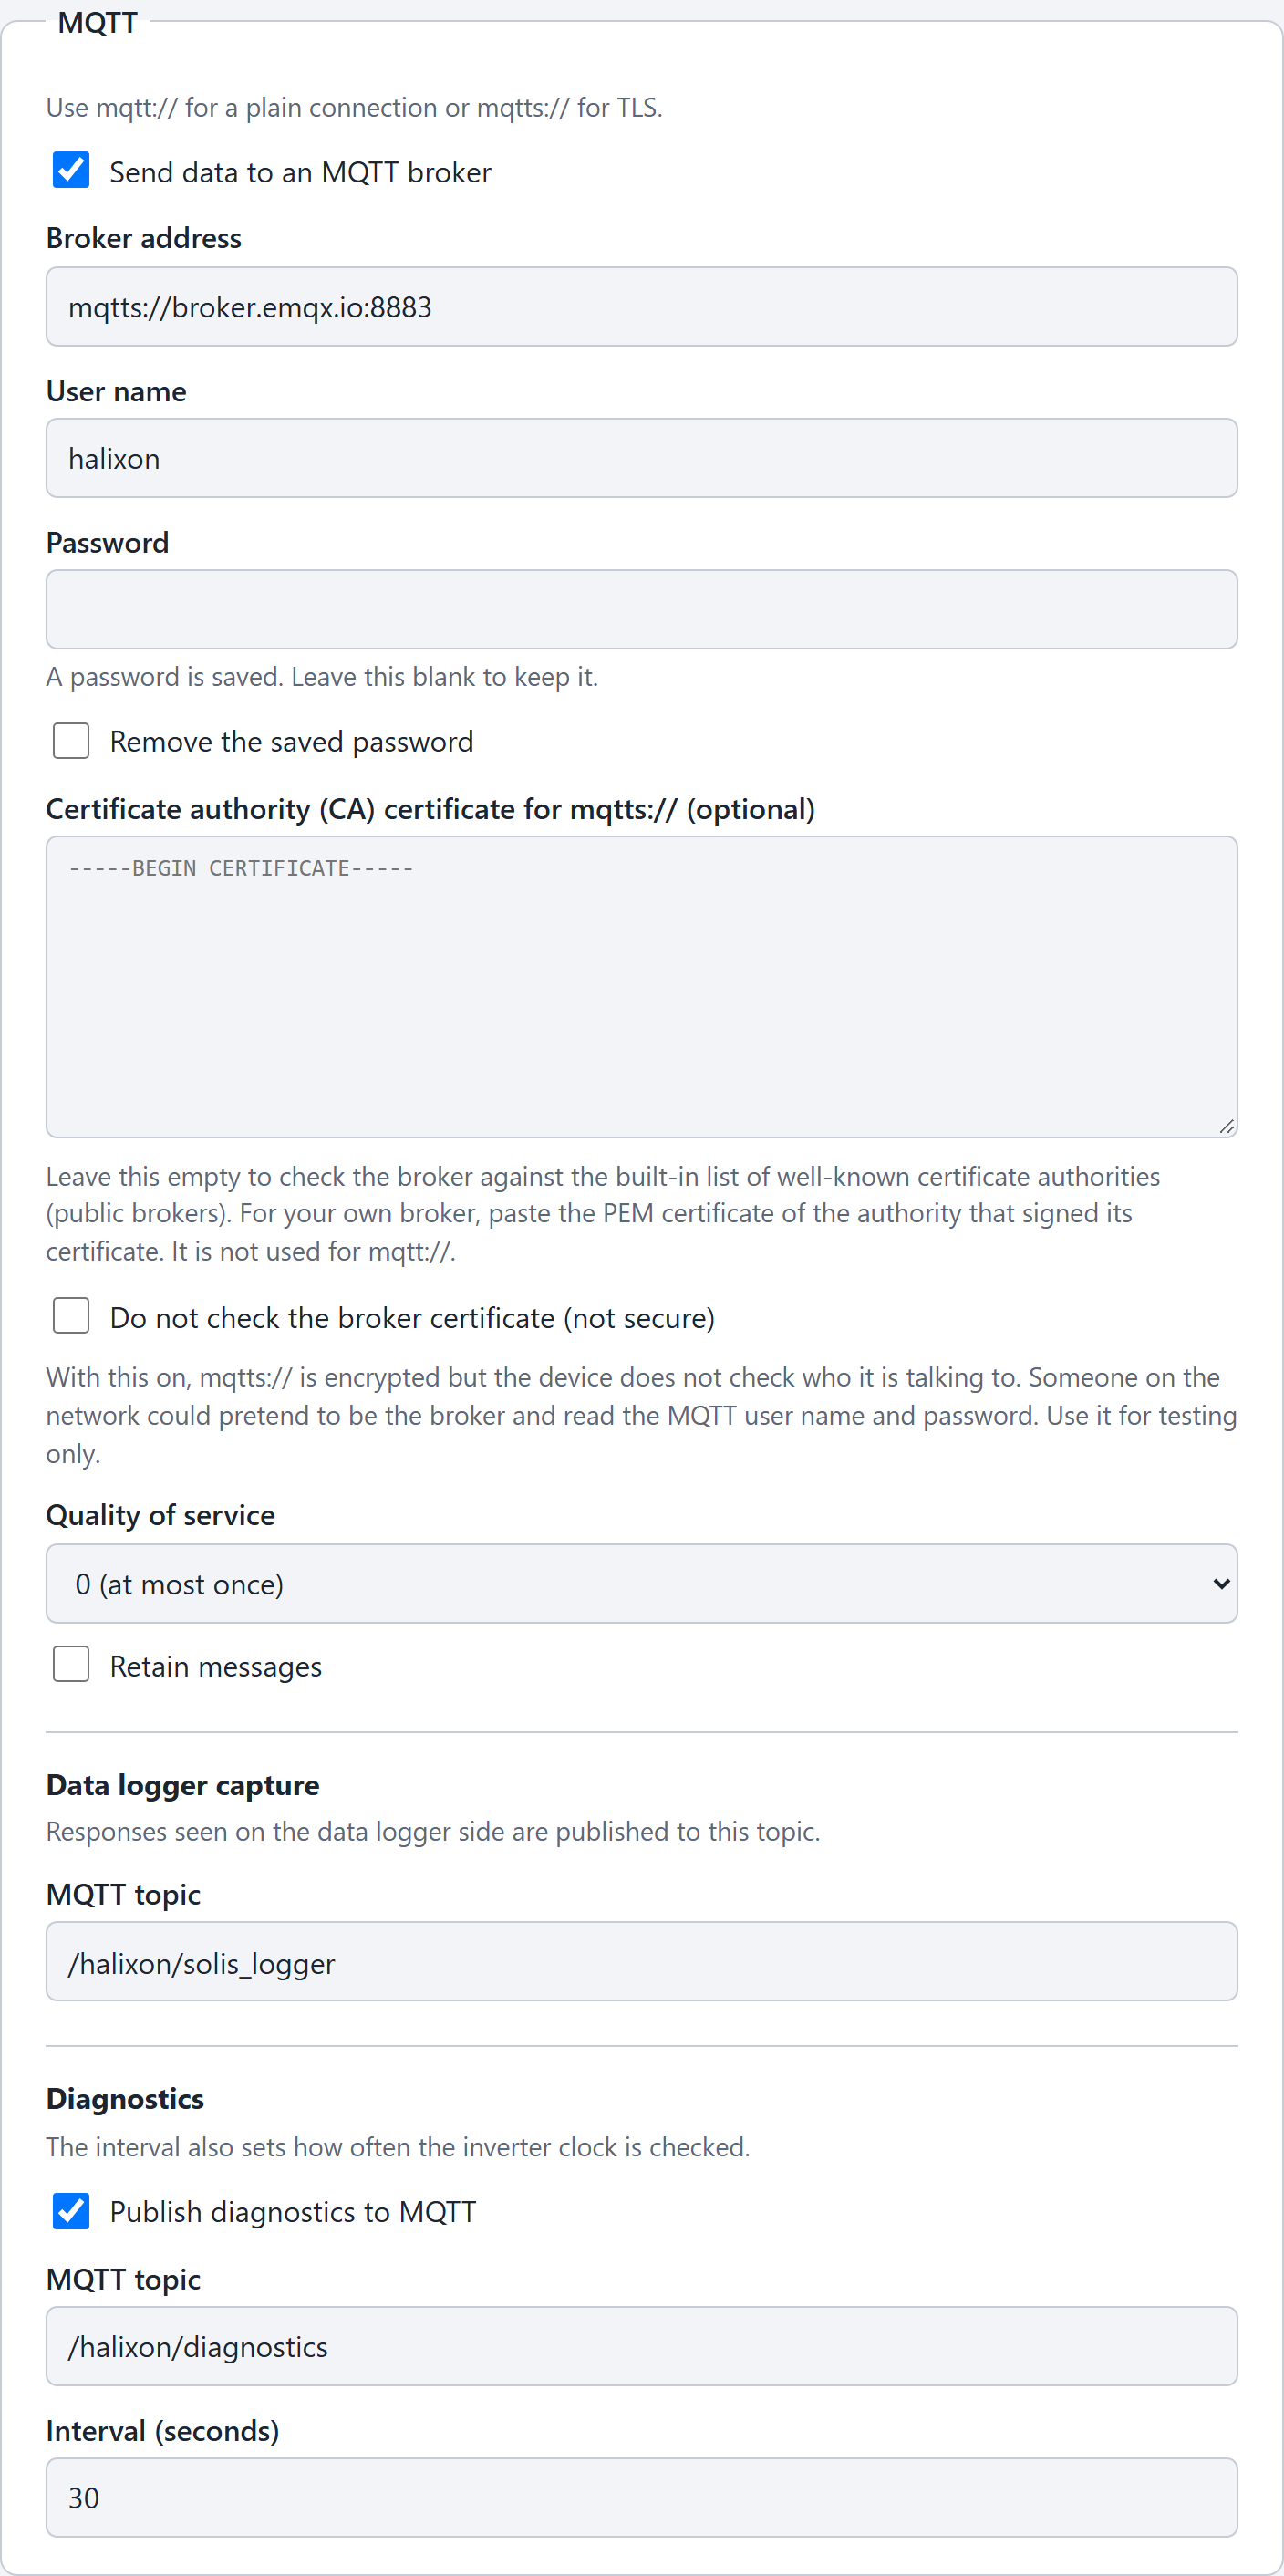 MQTT
Use mqtt:// for a plain connection or mqtts:// for TLS.
Send data to an MQTT broker
Broker address
mqtts://broker.emqx.io:8883
User name
halixon
Password
A password is saved. Leave this blank to keep it.
Remove the saved password
Certificate authority (CA) certificate for mqtts:// (optional)
-----BEGIN CERTIFICATE-----
Leave this empty to check the broker against the built-in list of well-known certificate authorities
(public brokers). For your own broker, paste the PEM certificate of the authority that signed its
certificate. It is not used for mqtt://.
Do not check the broker certificate (not secure)
With this on, mqtts:// is encrypted but the device does not check who it is talking to. Someone on the
network could pretend to be the broker and read the MQTT user name and password. Use it for testing
only.
Quality of service
0 (at most once)
Retain messages
Data logger capture
Responses seen on the data logger side are published to this topic.
MQTT topic
/halixon/solis_logger
Diagnostics
The interval also sets how often the inverter clock is checked.
Publish diagnostics to MQTT
MQTT topic
/halixon/diagnostics
Interval (seconds)
30